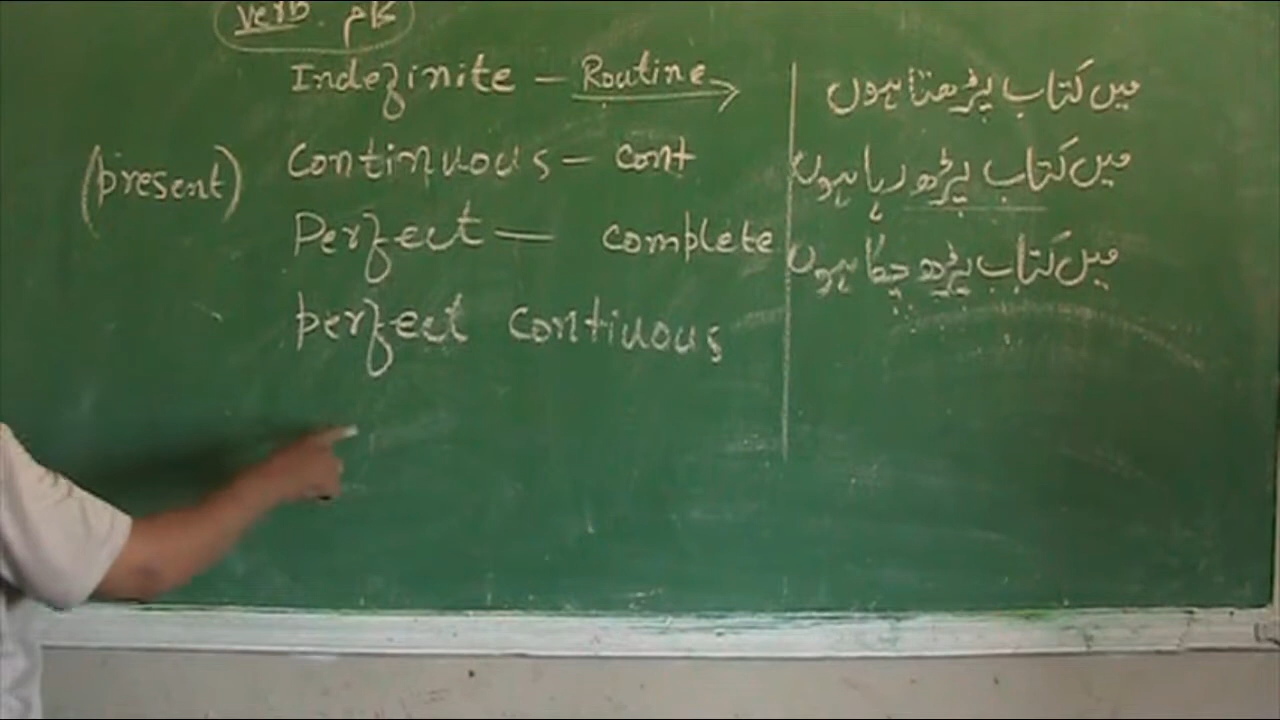 verb. کام
Indefinite – Routine → میں کتاب پڑھتا ہوں
(present) Continuous – cont میں کتاب پڑھ رہا ہوں
Perfect — complete میں کتاب پڑھ چکا ہوں
perfect contiuous